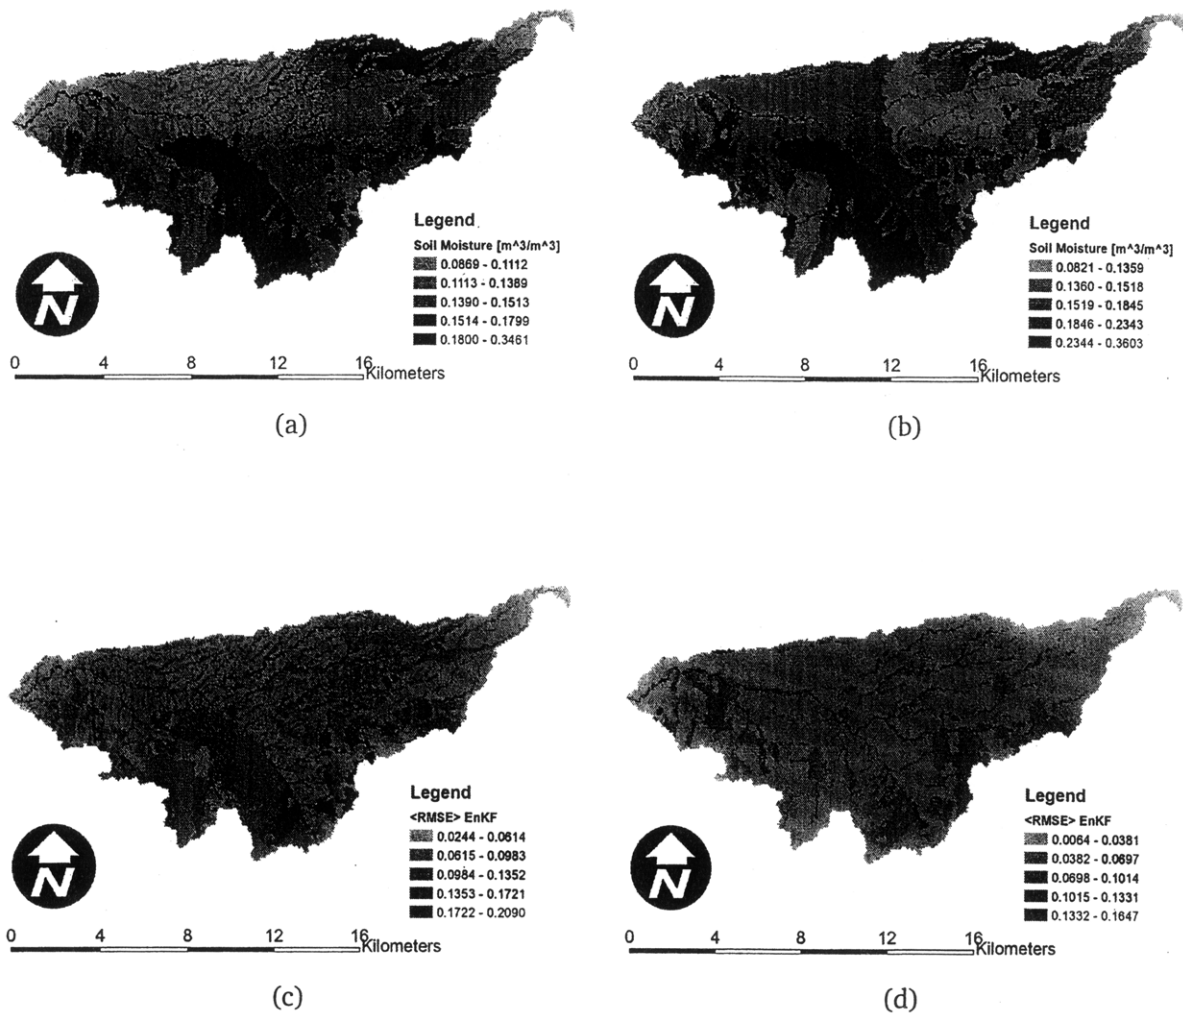 Legend
Soil Moisture [m^3/m^3]
0.0869 - 0.1112
0.1113 - 0.1389
0.1390 - 0.1513
0.1514 - 0.1799
0.1800 - 0.3461
N
0 4 8 12 16
Kilometers
(a)
Legend
Soil Moisture [m^3/m^3]
0.0821 - 0.1359
0.1360 - 0.1518
0.1519 - 0.1845
0.1846 - 0.2343
0.2344 - 0.3603
N
0 4 8 12 16
Kilometers
(b)
Legend
<RMSE> EnKF
0.0244 - 0.0614
0.0615 - 0.0983
0.0984 - 0.1352
0.1353 - 0.1721
0.1722 - 0.2090
N
0 4 8 12 16
Kilometers
(c)
Legend
<RMSE> EnKF
0.0064 - 0.0381
0.0382 - 0.0697
0.0698 - 0.1014
0.1015 - 0.1331
0.1332 - 0.1647
N
0 4 8 12 16
Kilometers
(d)